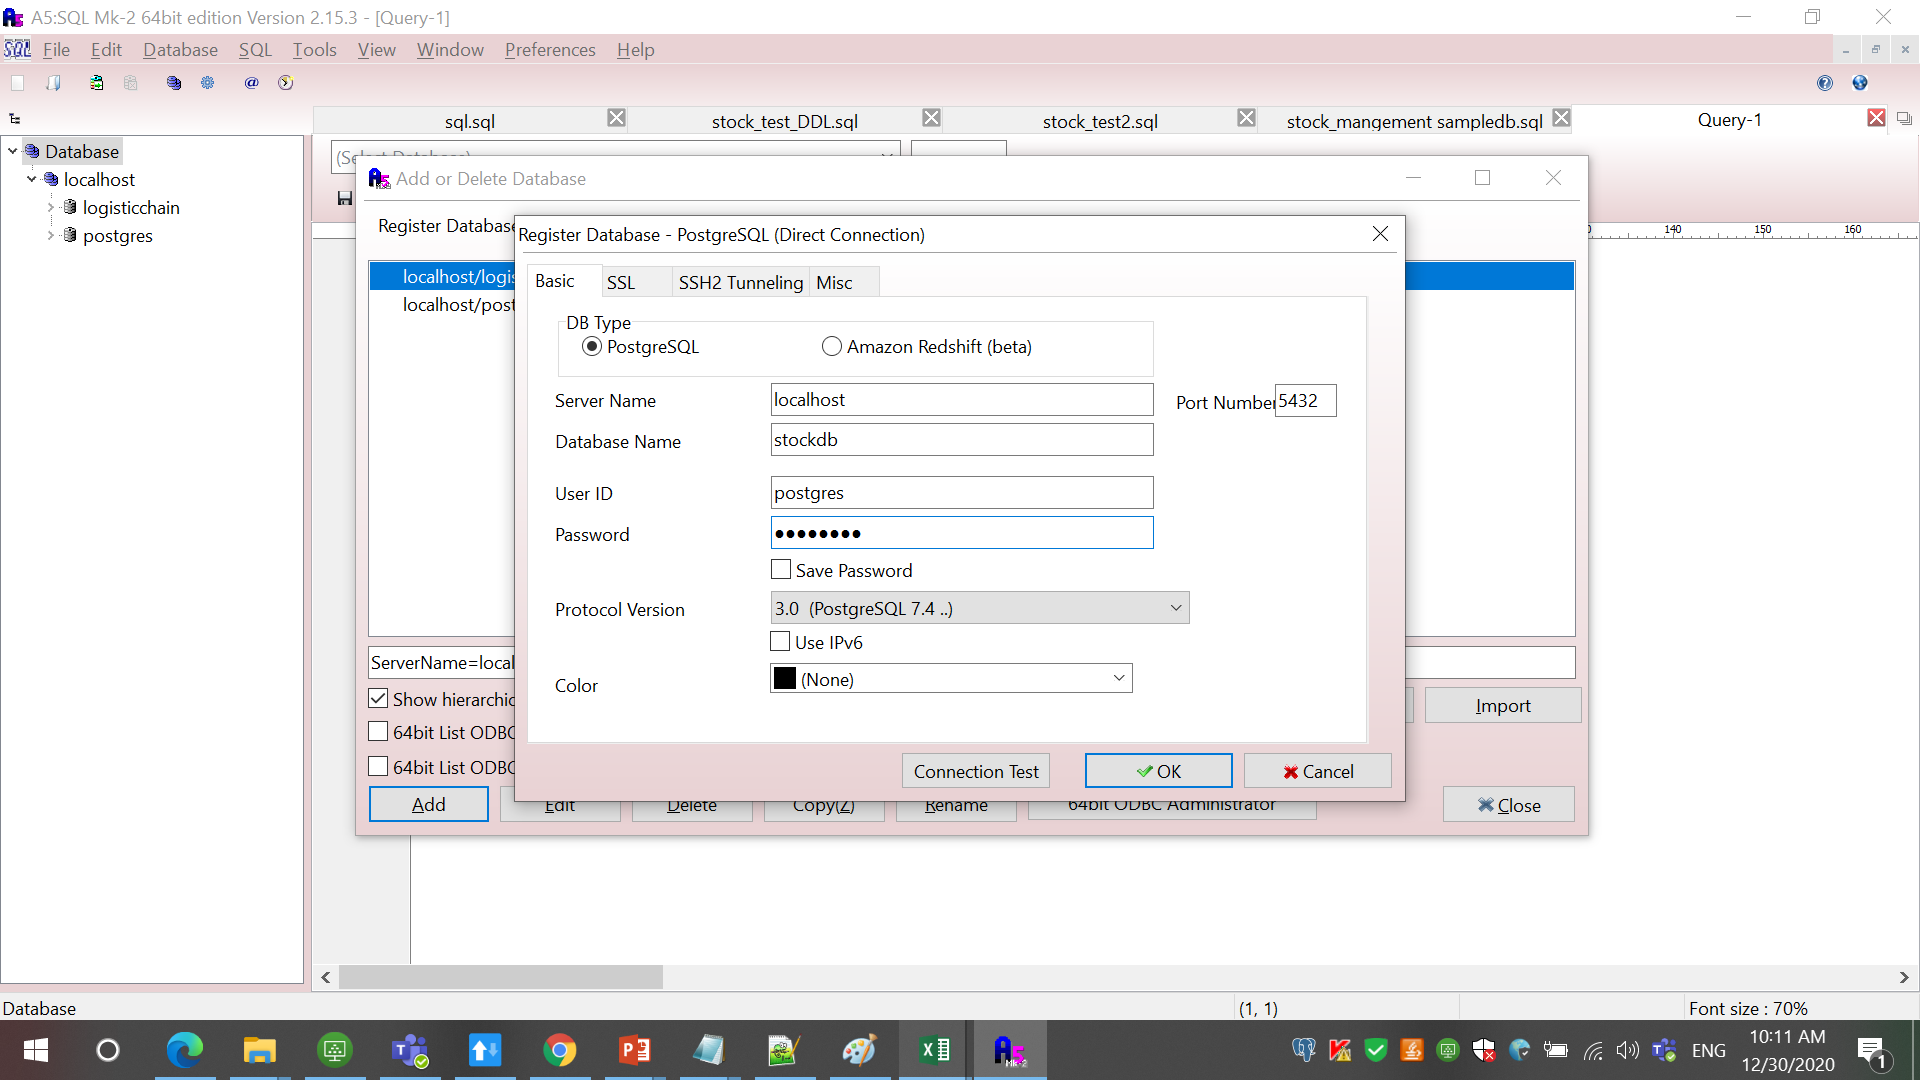 A5:SQL Mk-2 64bit edition Version 2.15.3 - [Query-1]
SQL File Edit Database SQL Tools View Window Preferences Help
sql.sql stock_test_DDL.sql stock_test2.sql stock_mangement sampledb.sql Query-1
Database
localhost
logisticchain
postgres
Add or Delete Database
Register Database
140 150 160
localhost/logis
localhost/post
Register Database - PostgreSQL (Direct Connection)
Basic SSL SSH2 Tunneling Misc
DB Type
PostgreSQL Amazon Redshift (beta)
Server Name localhost Port Number 5432
Database Name stockdb
User ID postgres
Password ••••••••
Save Password
Protocol Version 3.0 (PostgreSQL 7.4 ..)
Use IPv6
Color (None)
Connection Test OK Cancel
ServerName=local
Show hierarchic
64bit List ODBC
64bit List ODBC
Import
Add Edit Delete Copy(Z) Rename 64bit ODBC Administrator Close
Database (1, 1) Font size : 70%
ENG 10:11 AM
12/30/2020
1